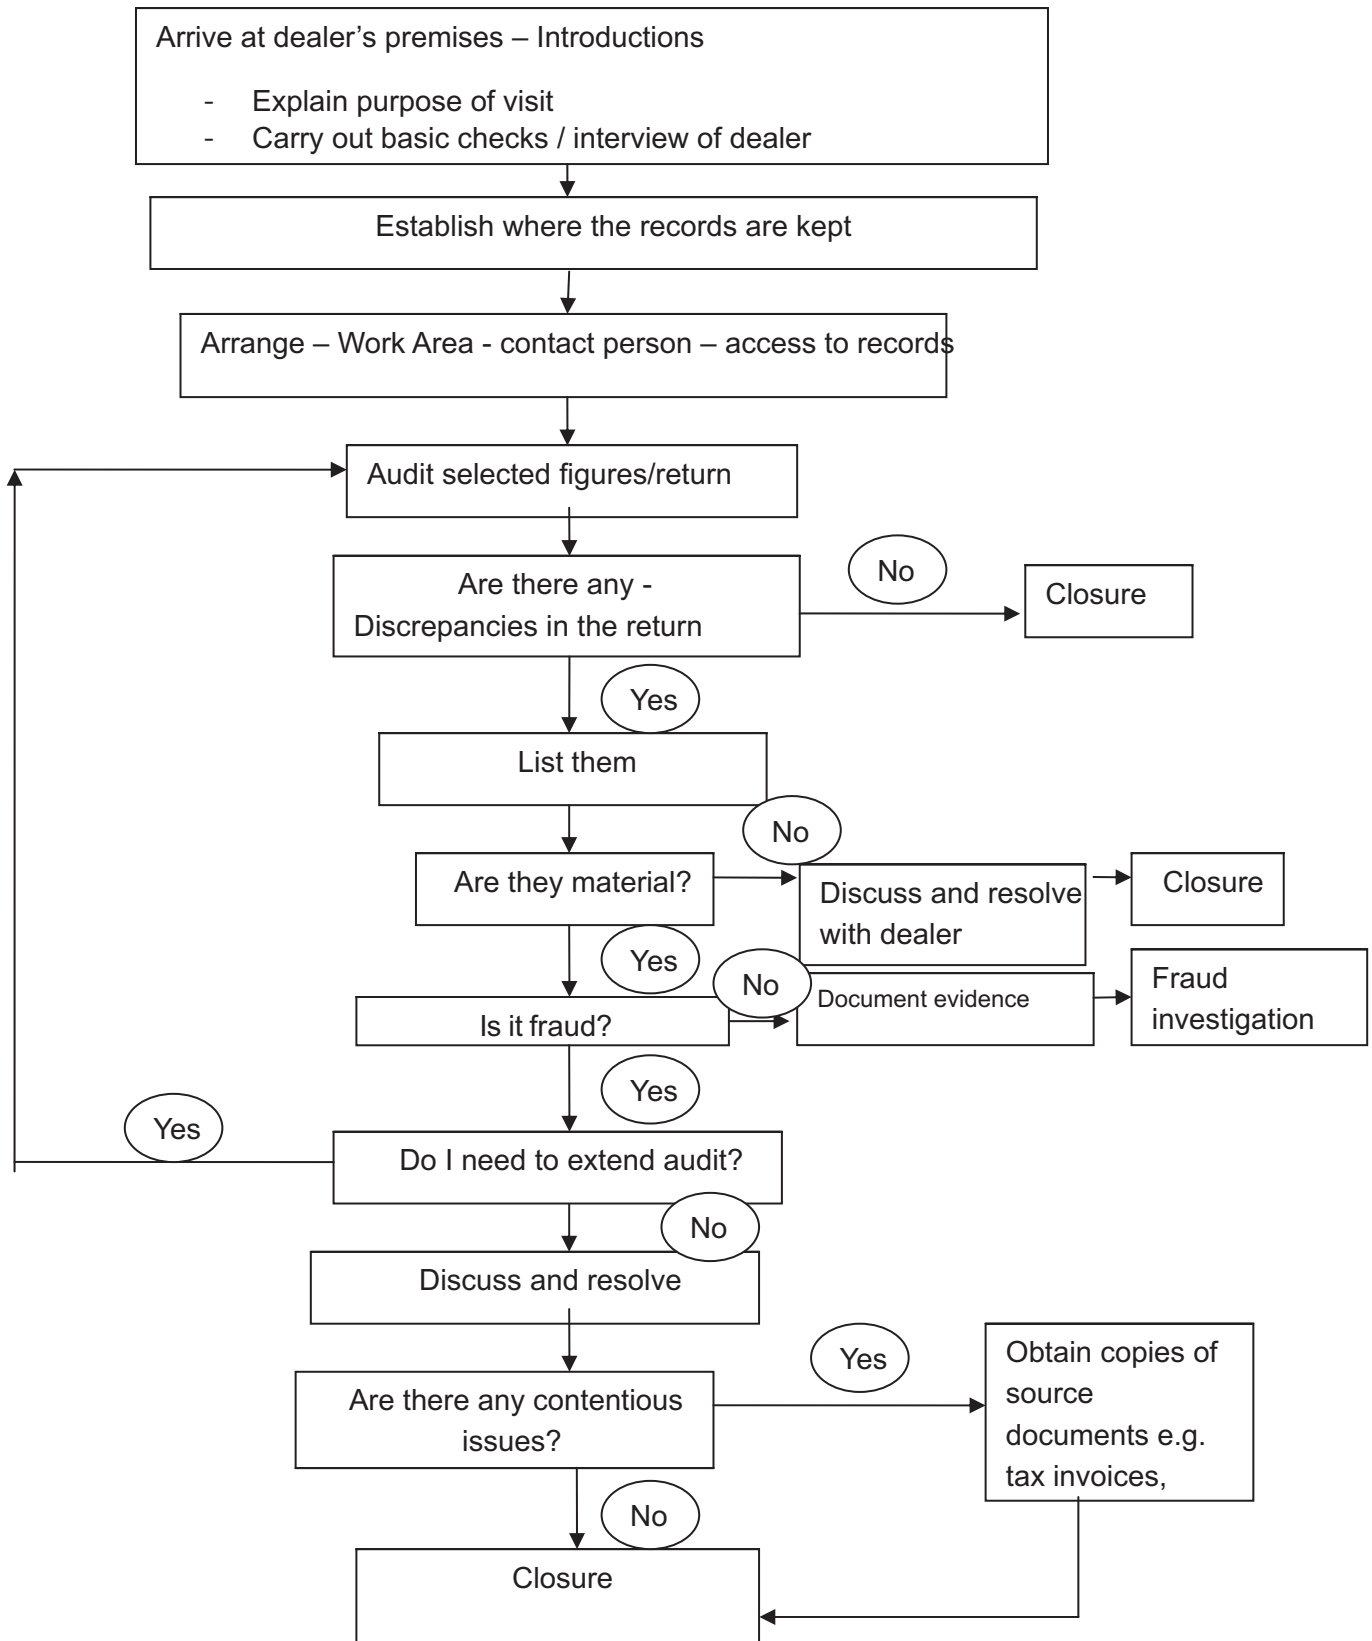 Arrive at dealer’s premises – Introductions
- Explain purpose of visit
- Carry out basic checks / interview of dealer
Establish where the records are kept
Arrange – Work Area - contact person – access to records
Audit selected figures/return
Are there any -
Discrepancies in the return
No
Closure
Yes
List them
No
Are they material?
Discuss and resolve
with dealer
Closure
Yes
No
Is it fraud?
Document evidence
Fraud
investigation
Yes
Yes
Do I need to extend audit?
No
Discuss and resolve
Yes
Are there any contentious
issues?
Obtain copies of
source
documents e.g.
tax invoices,
No
Closure